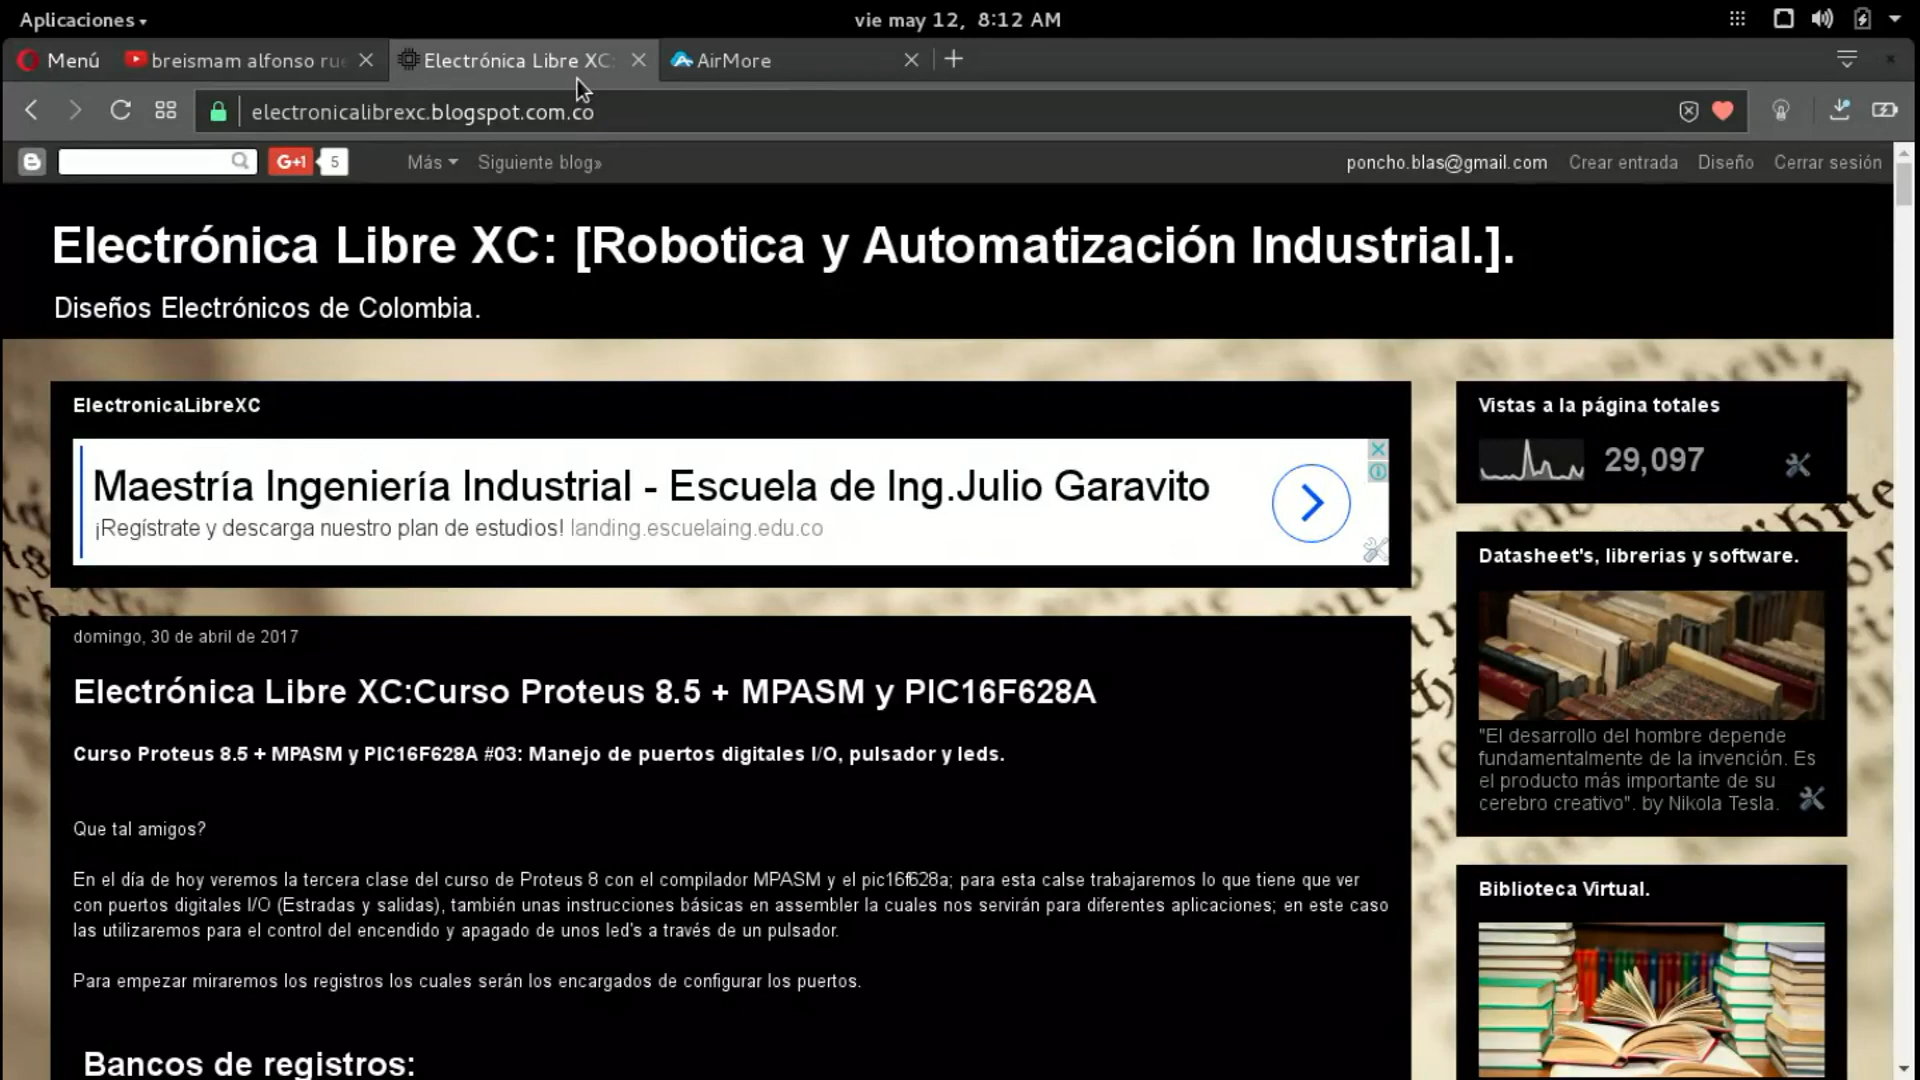 Aplicaciones
vie may 12, 8:12 AM
Menú
breismam alfonso rue
Electrónica Libre XC:
AirMore
electronicalibrexc.blogspot.com.co
G+1
5
Más
Siguiente blog»
poncho.blas@gmail.com
Crear entrada
Diseño
Cerrar sesión
Electrónica Libre XC: [Robotica y Automatización Industrial.].
Diseños Electrónicos de Colombia.
ElectronicaLibreXC
Maestría Ingeniería Industrial - Escuela de Ing.Julio Garavito
¡Regístrate y descarga nuestro plan de estudios! landing.escuelaing.edu.co
domingo, 30 de abril de 2017
Electrónica Libre XC:Curso Proteus 8.5 + MPASM y PIC16F628A
Curso Proteus 8.5 + MPASM y PIC16F628A #03: Manejo de puertos digitales I/O, pulsador y leds.
Que tal amigos?
En el día de hoy veremos la tercera clase del curso de Proteus 8 con el compilador MPASM y el pic16f628a; para esta calse trabajaremos lo que tiene que ver
con puertos digitales I/O (Estradas y salidas), también unas instrucciones básicas en assembler la cuales nos servirán para diferentes aplicaciones; en este caso
las utilizaremos para el control del encendido y apagado de unos led's a través de un pulsador.
Para empezar miraremos los registros los cuales serán los encargados de configurar los puertos.
Bancos de registros:
Vistas a la página totales
29,097
Datasheet's, librerias y software.
"El desarrollo del hombre depende
fundamentalmente de la invención. Es
el producto más importante de su
cerebro creativo". by Nikola Tesla.
Biblioteca Virtual.